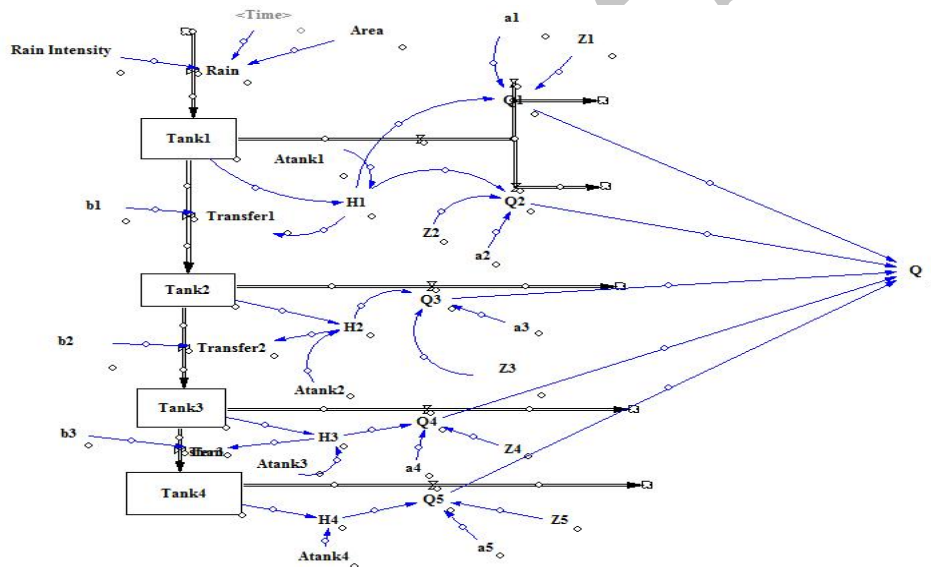 <Time>
a1
Area
Z1
Rain Intensity
Rain
Q1
Tank1
Atank1
b1
Transfer1
H1
Q2
Z2
a2
Q
Tank2
Q3
b2
Transfer2
H2
a3
Z3
Atank2
Tank3
Q4
b3
H3
Z4
Atank3
a4
Tank4
Q5
H4
Z5
a5
Atank4